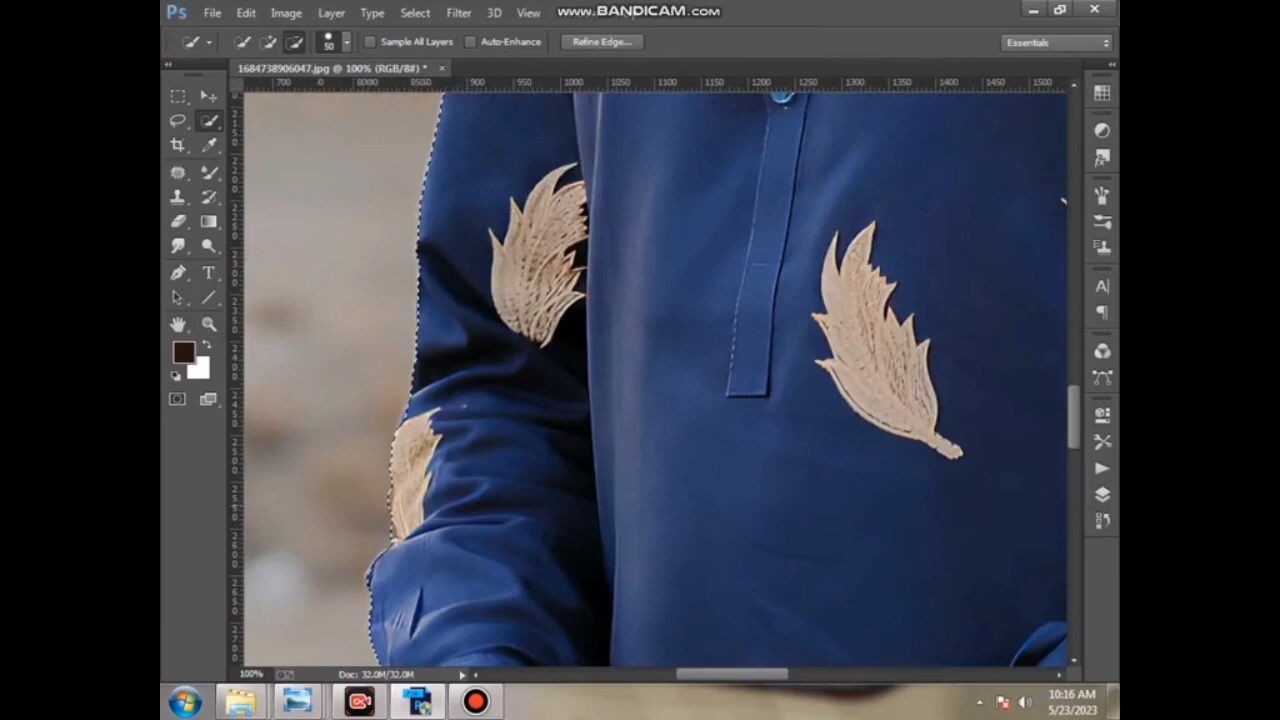 Ps File Edit Image Layer Type Select Filter 3D View www.BANDICAM.com
50 Sample All Layers Auto-Enhance Refine Edge... Essentials
1684738906047.jpg @ 100% (RGB/8#) * ×
700 900 950 1000 1050 1100 1150 1200 1250 1300 1350 1400 1450 1500
100% Doc: 32.0M/32.0M
10:16 AM
5/23/2023